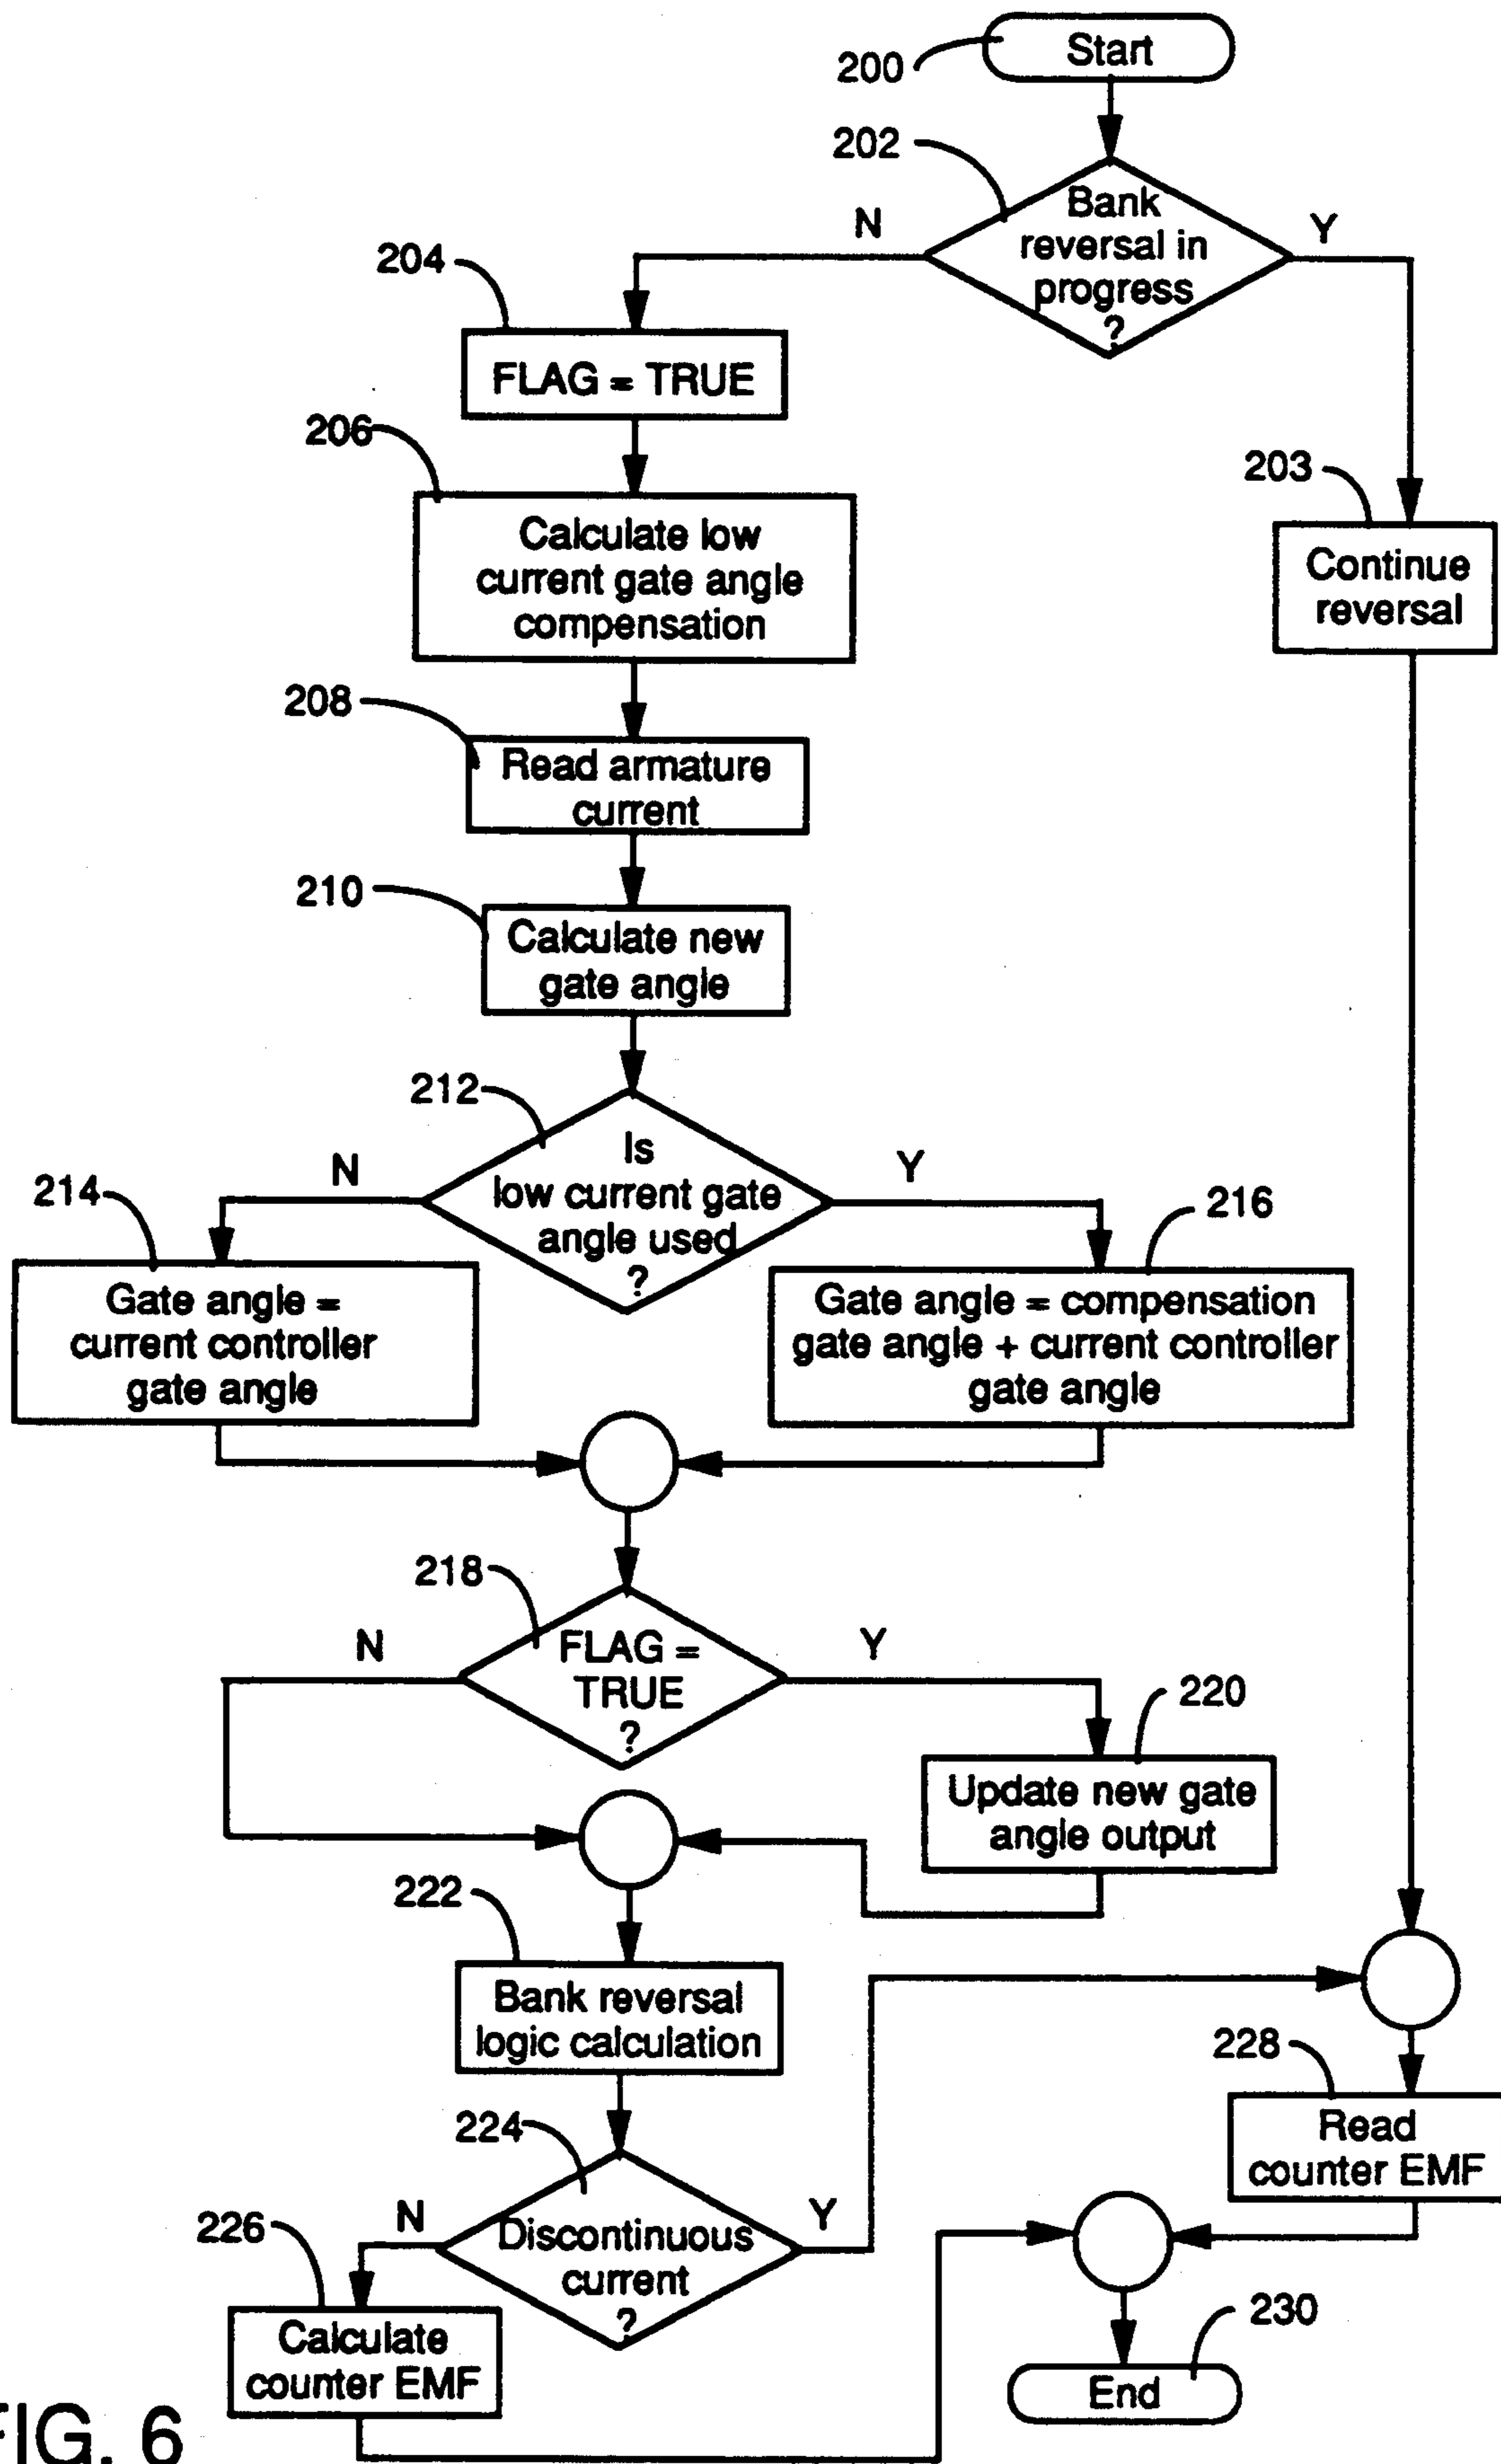 Start
200
202
Bank
reversal in
progress
?
N
Y
204
FLAG = TRUE
206
Calculate low
current gate angle
compensation
203
Continue
reversal
208
Read armature
current
210
Calculate new
gate angle
212
Is
low current gate
angle used
?
N
Y
214
Gate angle =
current controller
gate angle
216
Gate angle = compensation
gate angle + current controller
gate angle
218
FLAG =
TRUE
?
N
Y
220
Update new gate
angle output
222
Bank reversal
logic calculation
224
Discontinuous
current
?
N
Y
228
Read
counter EMF
226
Calculate
counter EMF
230
End
FIG. 6